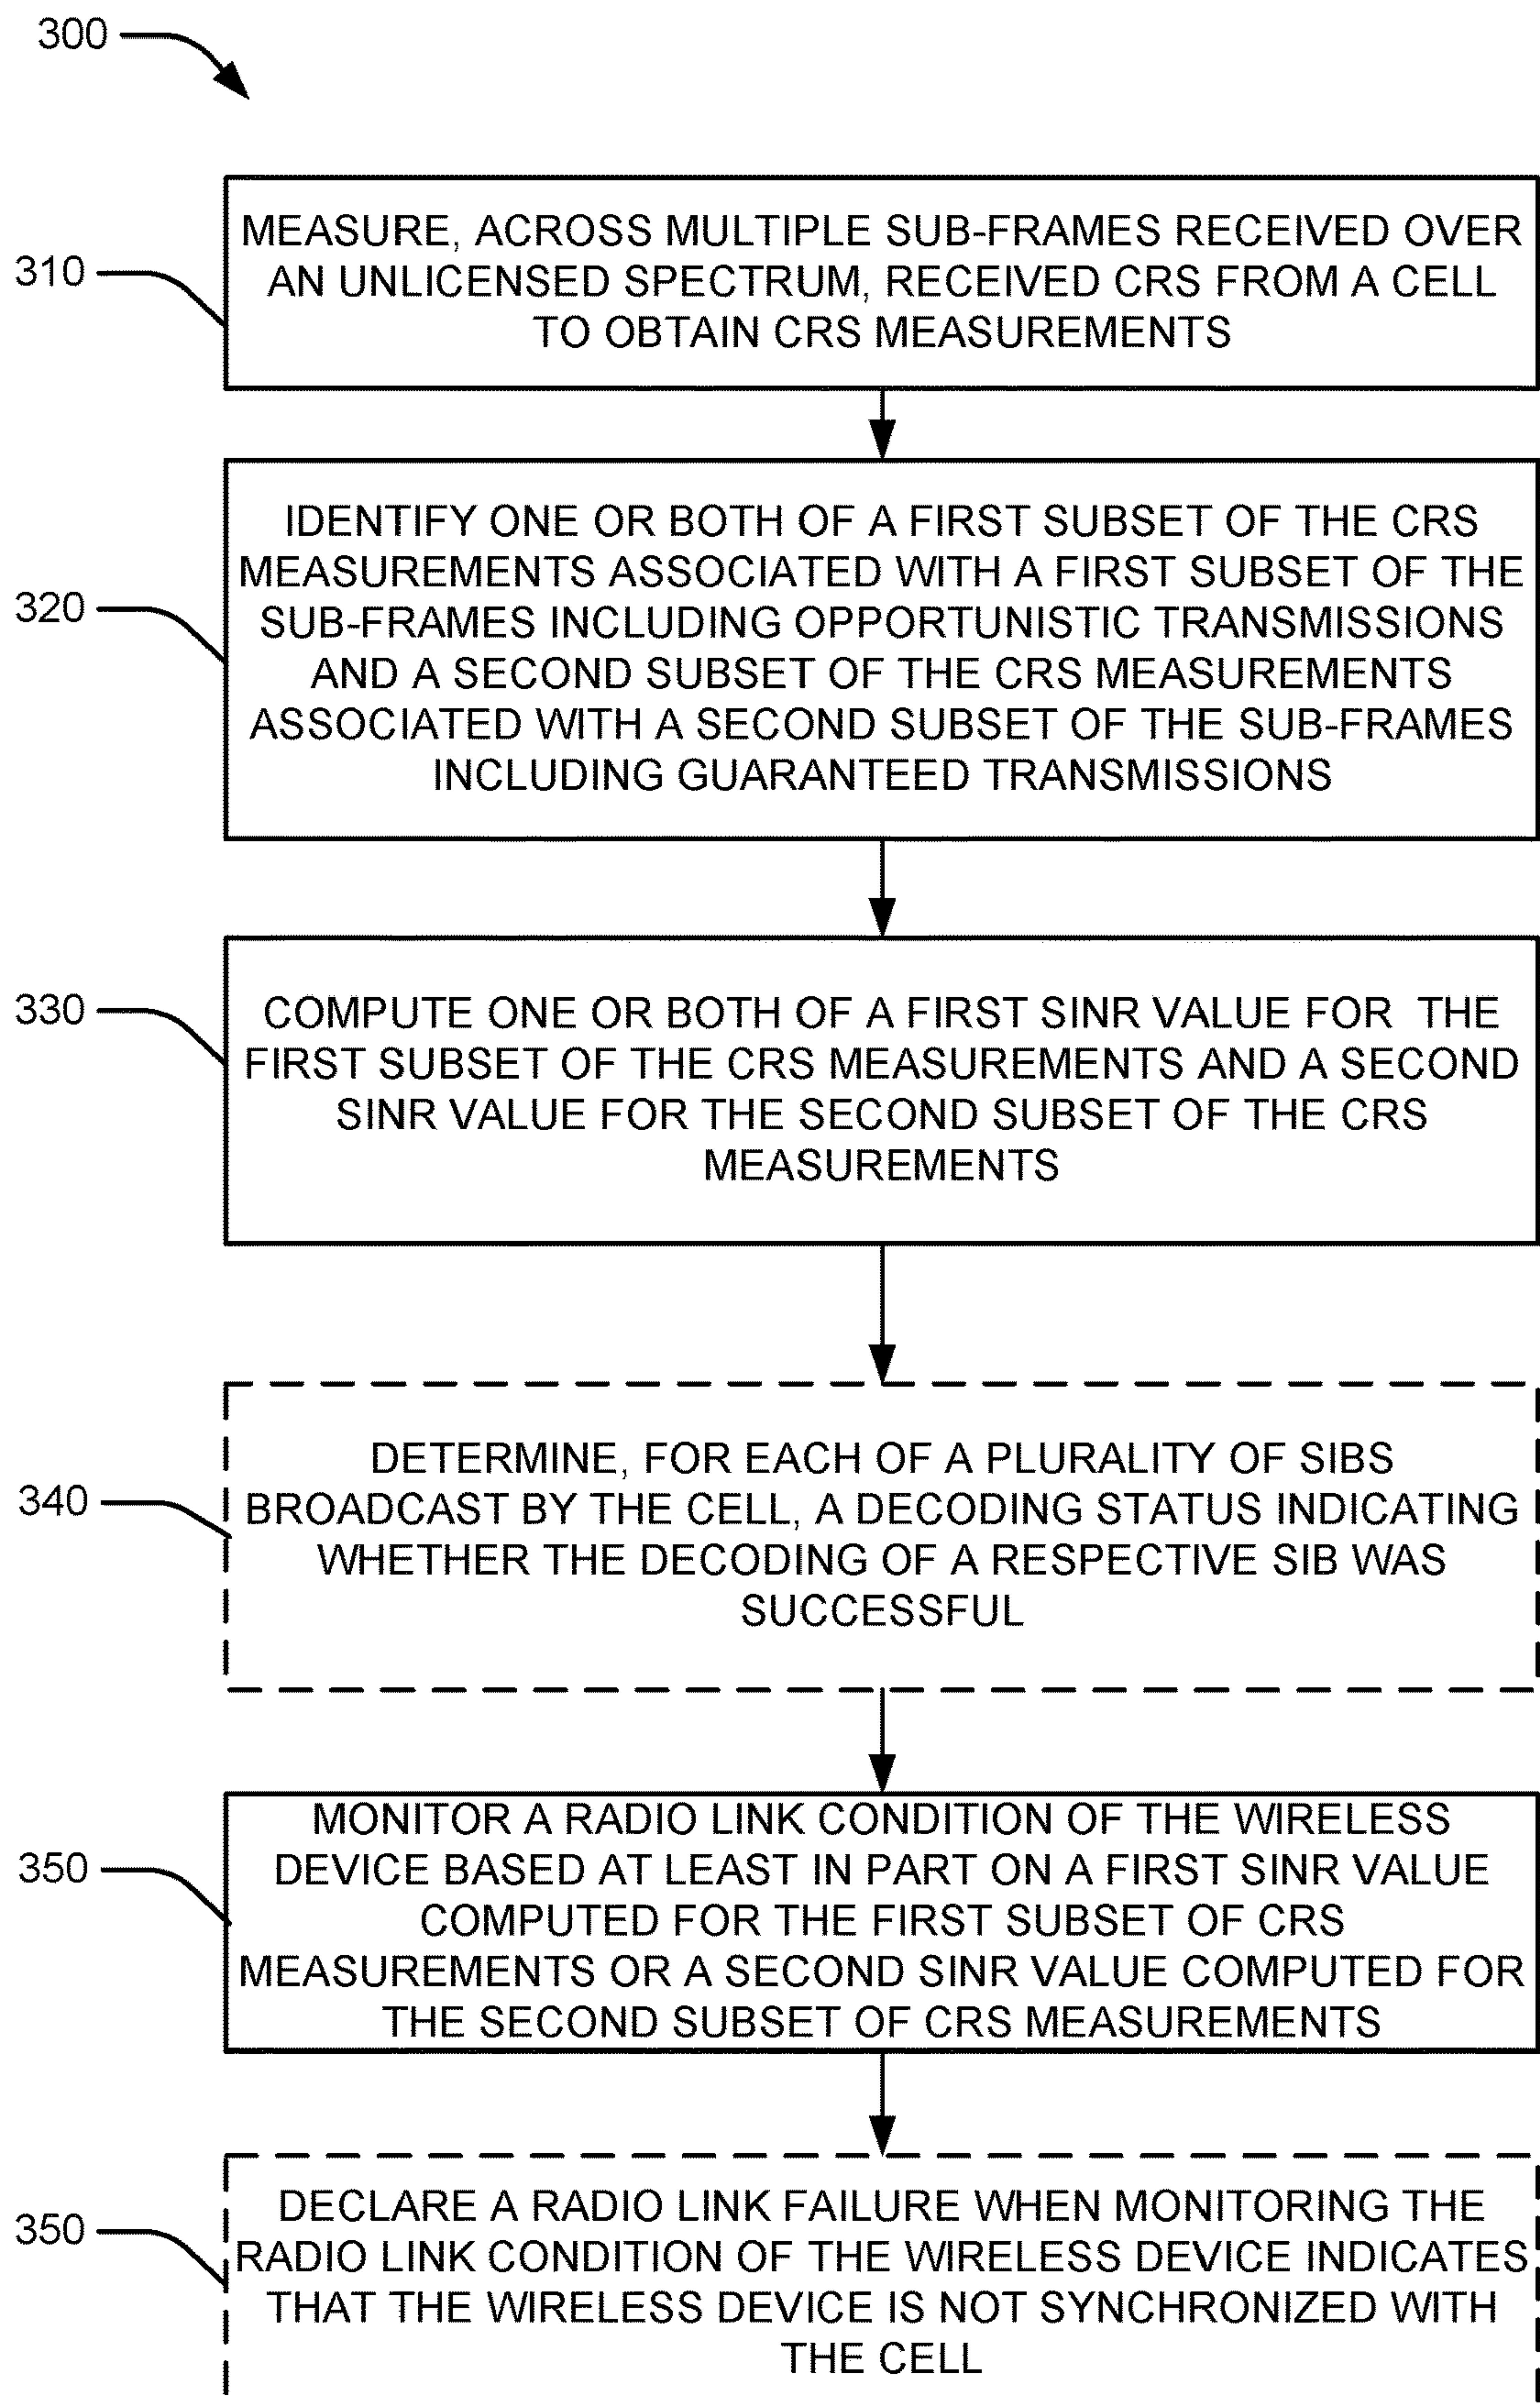 300
310
MEASURE, ACROSS MULTIPLE SUB-FRAMES RECEIVED OVER
AN UNLICENSED SPECTRUM, RECEIVED CRS FROM A CELL
TO OBTAIN CRS MEASUREMENTS
320
IDENTIFY ONE OR BOTH OF A FIRST SUBSET OF THE CRS
MEASUREMENTS ASSOCIATED WITH A FIRST SUBSET OF THE
SUB-FRAMES INCLUDING OPPORTUNISTIC TRANSMISSIONS
AND A SECOND SUBSET OF THE CRS MEASUREMENTS
ASSOCIATED WITH A SECOND SUBSET OF THE SUB-FRAMES
INCLUDING GUARANTEED TRANSMISSIONS
330
COMPUTE ONE OR BOTH OF A FIRST SINR VALUE FOR THE
FIRST SUBSET OF THE CRS MEASUREMENTS AND A SECOND
SINR VALUE FOR THE SECOND SUBSET OF THE CRS
MEASUREMENTS
340
DETERMINE, FOR EACH OF A PLURALITY OF SIBS
BROADCAST BY THE CELL, A DECODING STATUS INDICATING
WHETHER THE DECODING OF A RESPECTIVE SIB WAS
SUCCESSFUL
350
MONITOR A RADIO LINK CONDITION OF THE WIRELESS
DEVICE BASED AT LEAST IN PART ON A FIRST SINR VALUE
COMPUTED FOR THE FIRST SUBSET OF CRS
MEASUREMENTS OR A SECOND SINR VALUE COMPUTED FOR
THE SECOND SUBSET OF CRS MEASUREMENTS
350
DECLARE A RADIO LINK FAILURE WHEN MONITORING THE
RADIO LINK CONDITION OF THE WIRELESS DEVICE INDICATES
THAT THE WIRELESS DEVICE IS NOT SYNCHRONIZED WITH
THE CELL